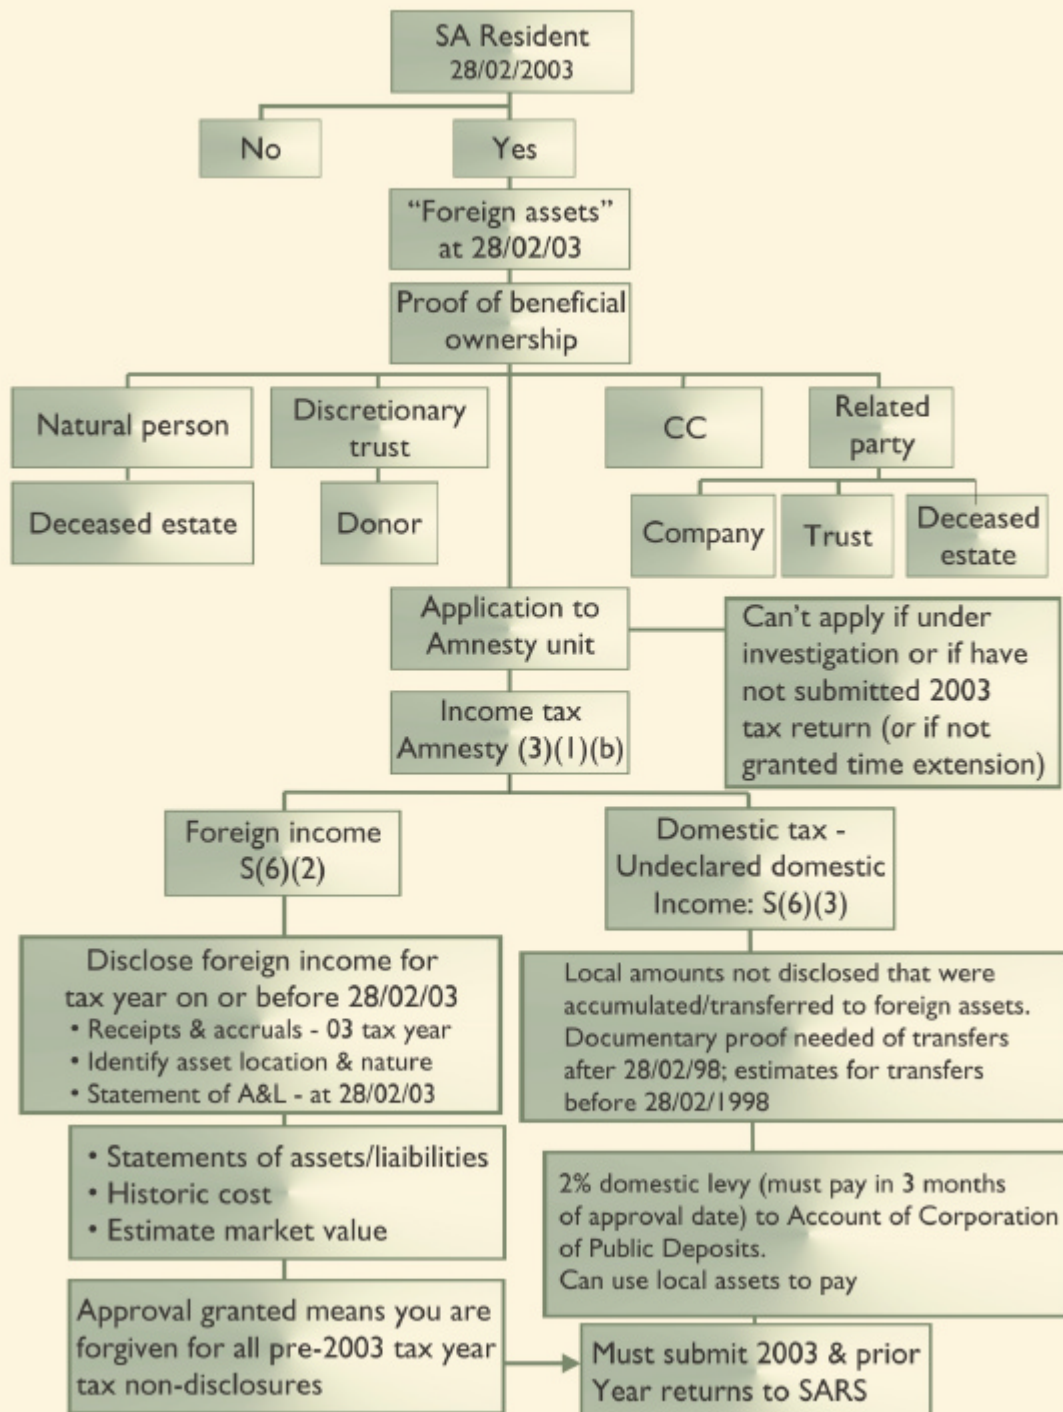 SA Resident
28/02/2003
No
Yes
“Foreign assets”
at 28/02/03
Proof of beneficial
ownership
Natural person
Discretionary
trust
CC
Related
party
Deceased estate
Donor
Company
Trust
Deceased
estate
Application to
Amnesty unit
Can’t apply if under
investigation or if have
not submitted 2003
tax return (or if not
granted time extension)
Income tax
Amnesty (3)(1)(b)
Foreign income
S(6)(2)
Domestic tax -
Undeclared domestic
Income: S(6)(3)
Disclose foreign income for
tax year on or before 28/02/03
• Receipts & accruals - 03 tax year
• Identify asset location & nature
• Statement of A&L - at 28/02/03
Local amounts not disclosed that were
accumulated/transferred to foreign assets.
Documentary proof needed of transfers
after 28/02/98; estimates for transfers
before 28/02/1998
• Statements of assets/liaibilities
• Historic cost
• Estimate market value
2% domestic levy (must pay in 3 months
of approval date) to Account of Corporation
of Public Deposits.
Can use local assets to pay
Approval granted means you are
forgiven for all pre-2003 tax year
tax non-disclosures
Must submit 2003 & prior
Year returns to SARS